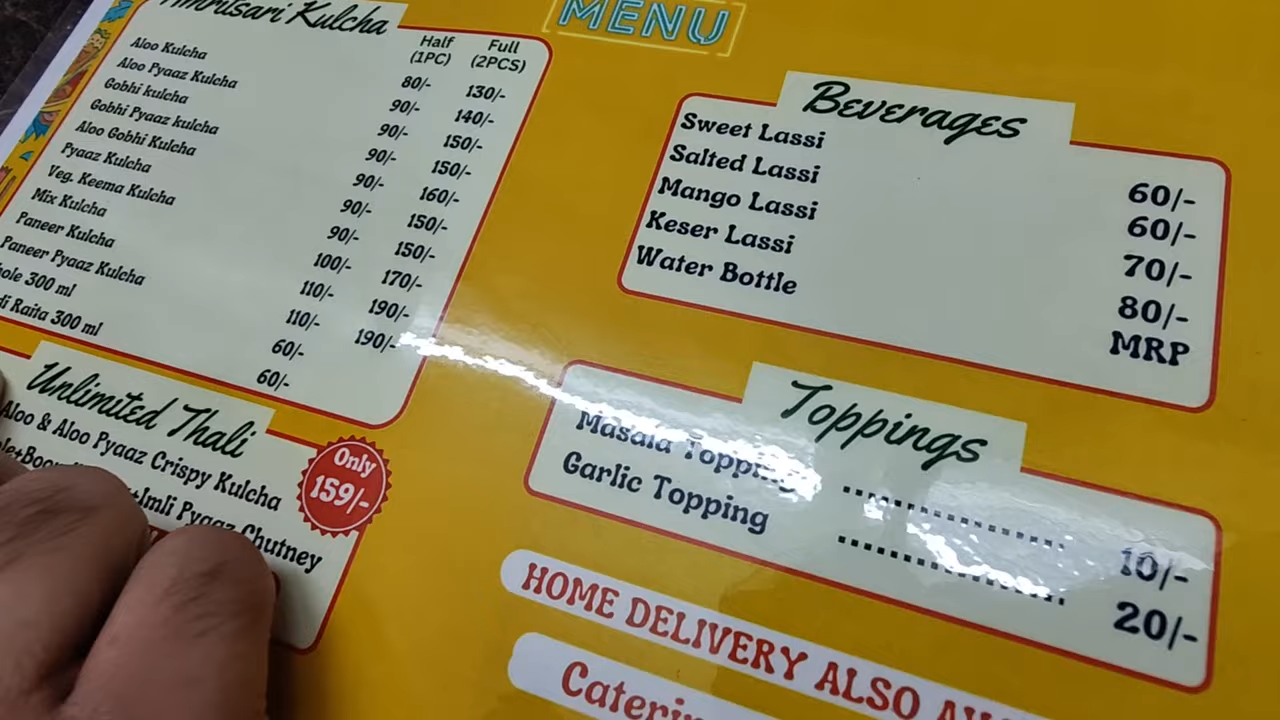 MENU
Amritsari Kulcha
Half (1PC) Full (2PCS)
Aloo Kulcha 80/- 130/-
Aloo Pyaaz Kulcha 90/- 140/-
Gobhi kulcha 90/- 150/-
Gobhi Pyaaz kulcha 90/- 150/-
Aloo Gobhi Kulcha 90/- 160/-
Pyaaz Kulcha 90/- 150/-
Veg. Keema Kulcha 90/- 150/-
Mix Kulcha 100/- 170/-
Paneer Kulcha 110/- 190/-
Paneer Pyaaz Kulcha 110/- 190/-
300 ml 60/-
Raita 300 ml 60/-
Unlimited Thali
Aloo & Aloo Pyaaz Crispy Kulcha
Imli Pyaaz Chutney
Only
159/-
Beverages
Sweet Lassi 60/-
Salted Lassi 60/-
Mango Lassi 70/-
Keser Lassi 80/-
Water Bottle MRP
Toppings
Masala Topping 10/-
Garlic Topping 20/-
HOME DELIVERY ALSO